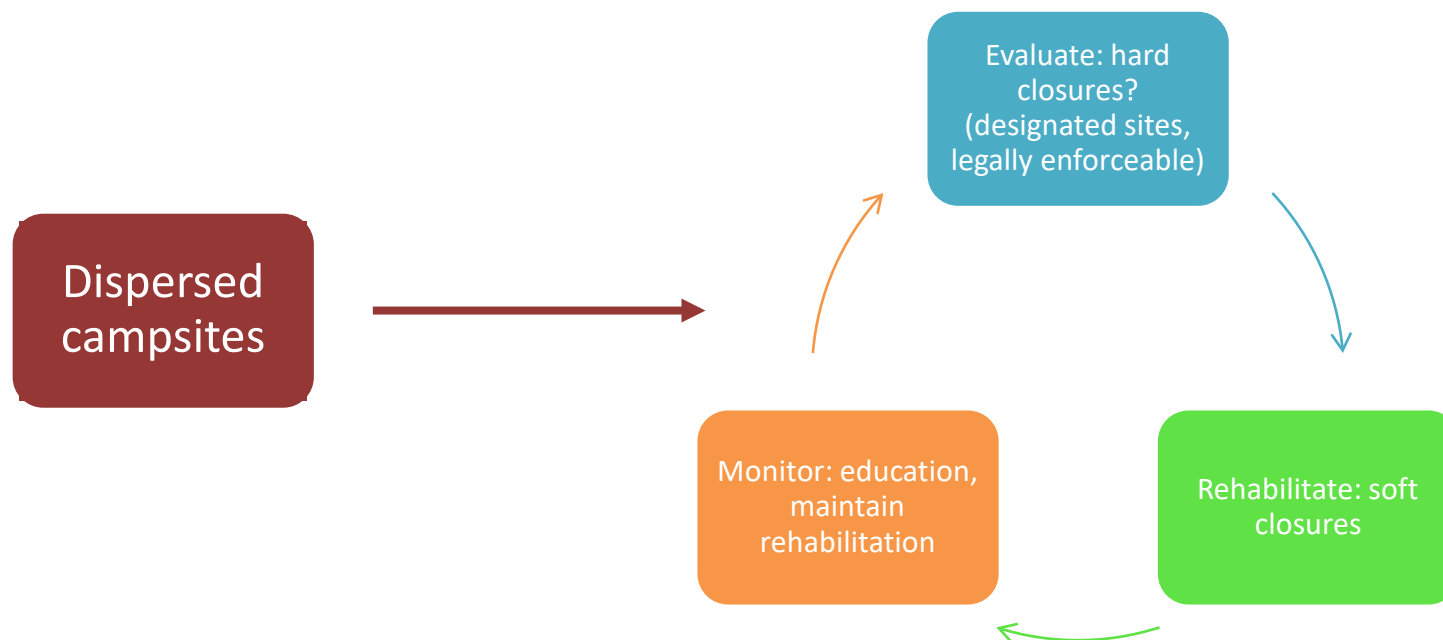 Evaluate: hard
closures?
(designated sites,
legally enforceable)
Dispersed
campsites
Monitor: education,
maintain
rehabilitation
Rehabilitate: soft
closures